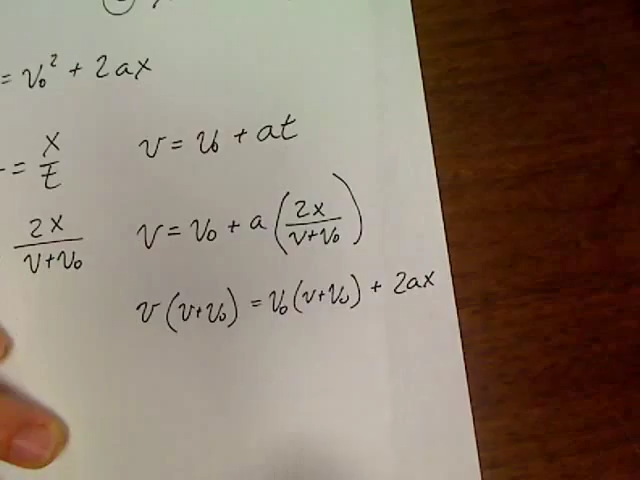 = v₀² + 2ax
= x/t
v = v₀ + at
2x/(v+v₀)
v = v₀ + a(2x/(v+v₀))
v(v+v₀) = v₀(v+v₀) + 2ax